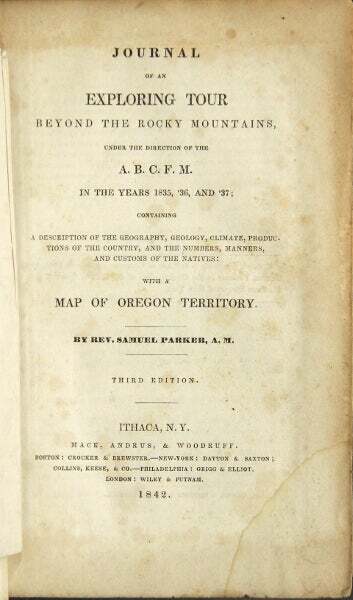 JOURNAL
OF AN
EXPLORING TOUR
BEYOND THE ROCKY MOUNTAINS,
UNDER THE DIRECTION OF THE
A. B. C. F. M.
IN THE YEARS 1835, '36, AND '37;
CONTAINING
A DESCRIPTION OF THE GEOGRAPHY, GEOLOGY, CLIMATE, PRODUC-
TIONS OF THE COUNTRY, AND THE NUMBERS, MANNERS,
AND CUSTOMS OF THE NATIVES:
WITH A
MAP OF OREGON TERRITORY.
BY REV. SAMUEL PARKER, A. M.
THIRD EDITION.
ITHACA, N. Y.
MACK, ANDRUS, & WOODRUFF.
BOSTON: CROCKER & BREWSTER.—NEW-YORK: DAYTON & SAXTON;
COLLINS, KEESE, & CO.—PHILADELPHIA: GRIGG & ELLIOT.
LONDON: WILEY & PUTNAM.
1842.